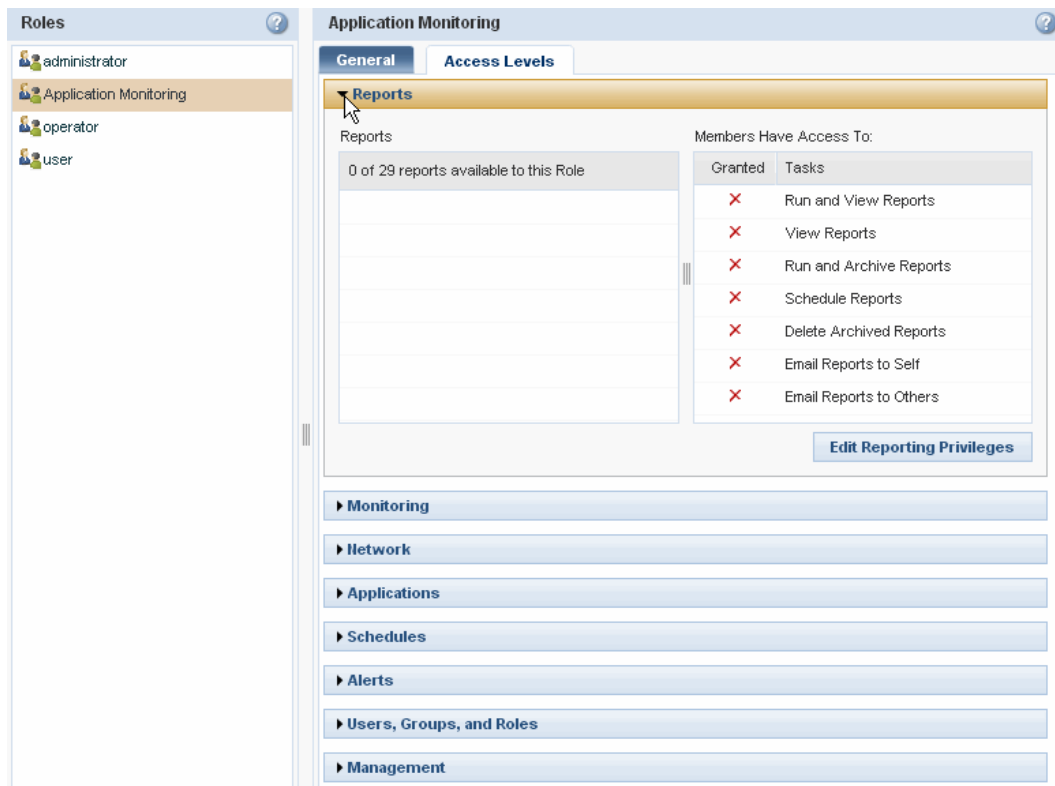 Roles
administrator
Application Monitoring
operator
user
Application Monitoring
General
Access Levels
Reports
Reports
0 of 29 reports available to this Role
Members Have Access To:
Granted Tasks
Run and View Reports
View Reports
Run and Archive Reports
Schedule Reports
Delete Archived Reports
Email Reports to Self
Email Reports to Others
Edit Reporting Privileges
Monitoring
Network
Applications
Schedules
Alerts
Users, Groups, and Roles
Management